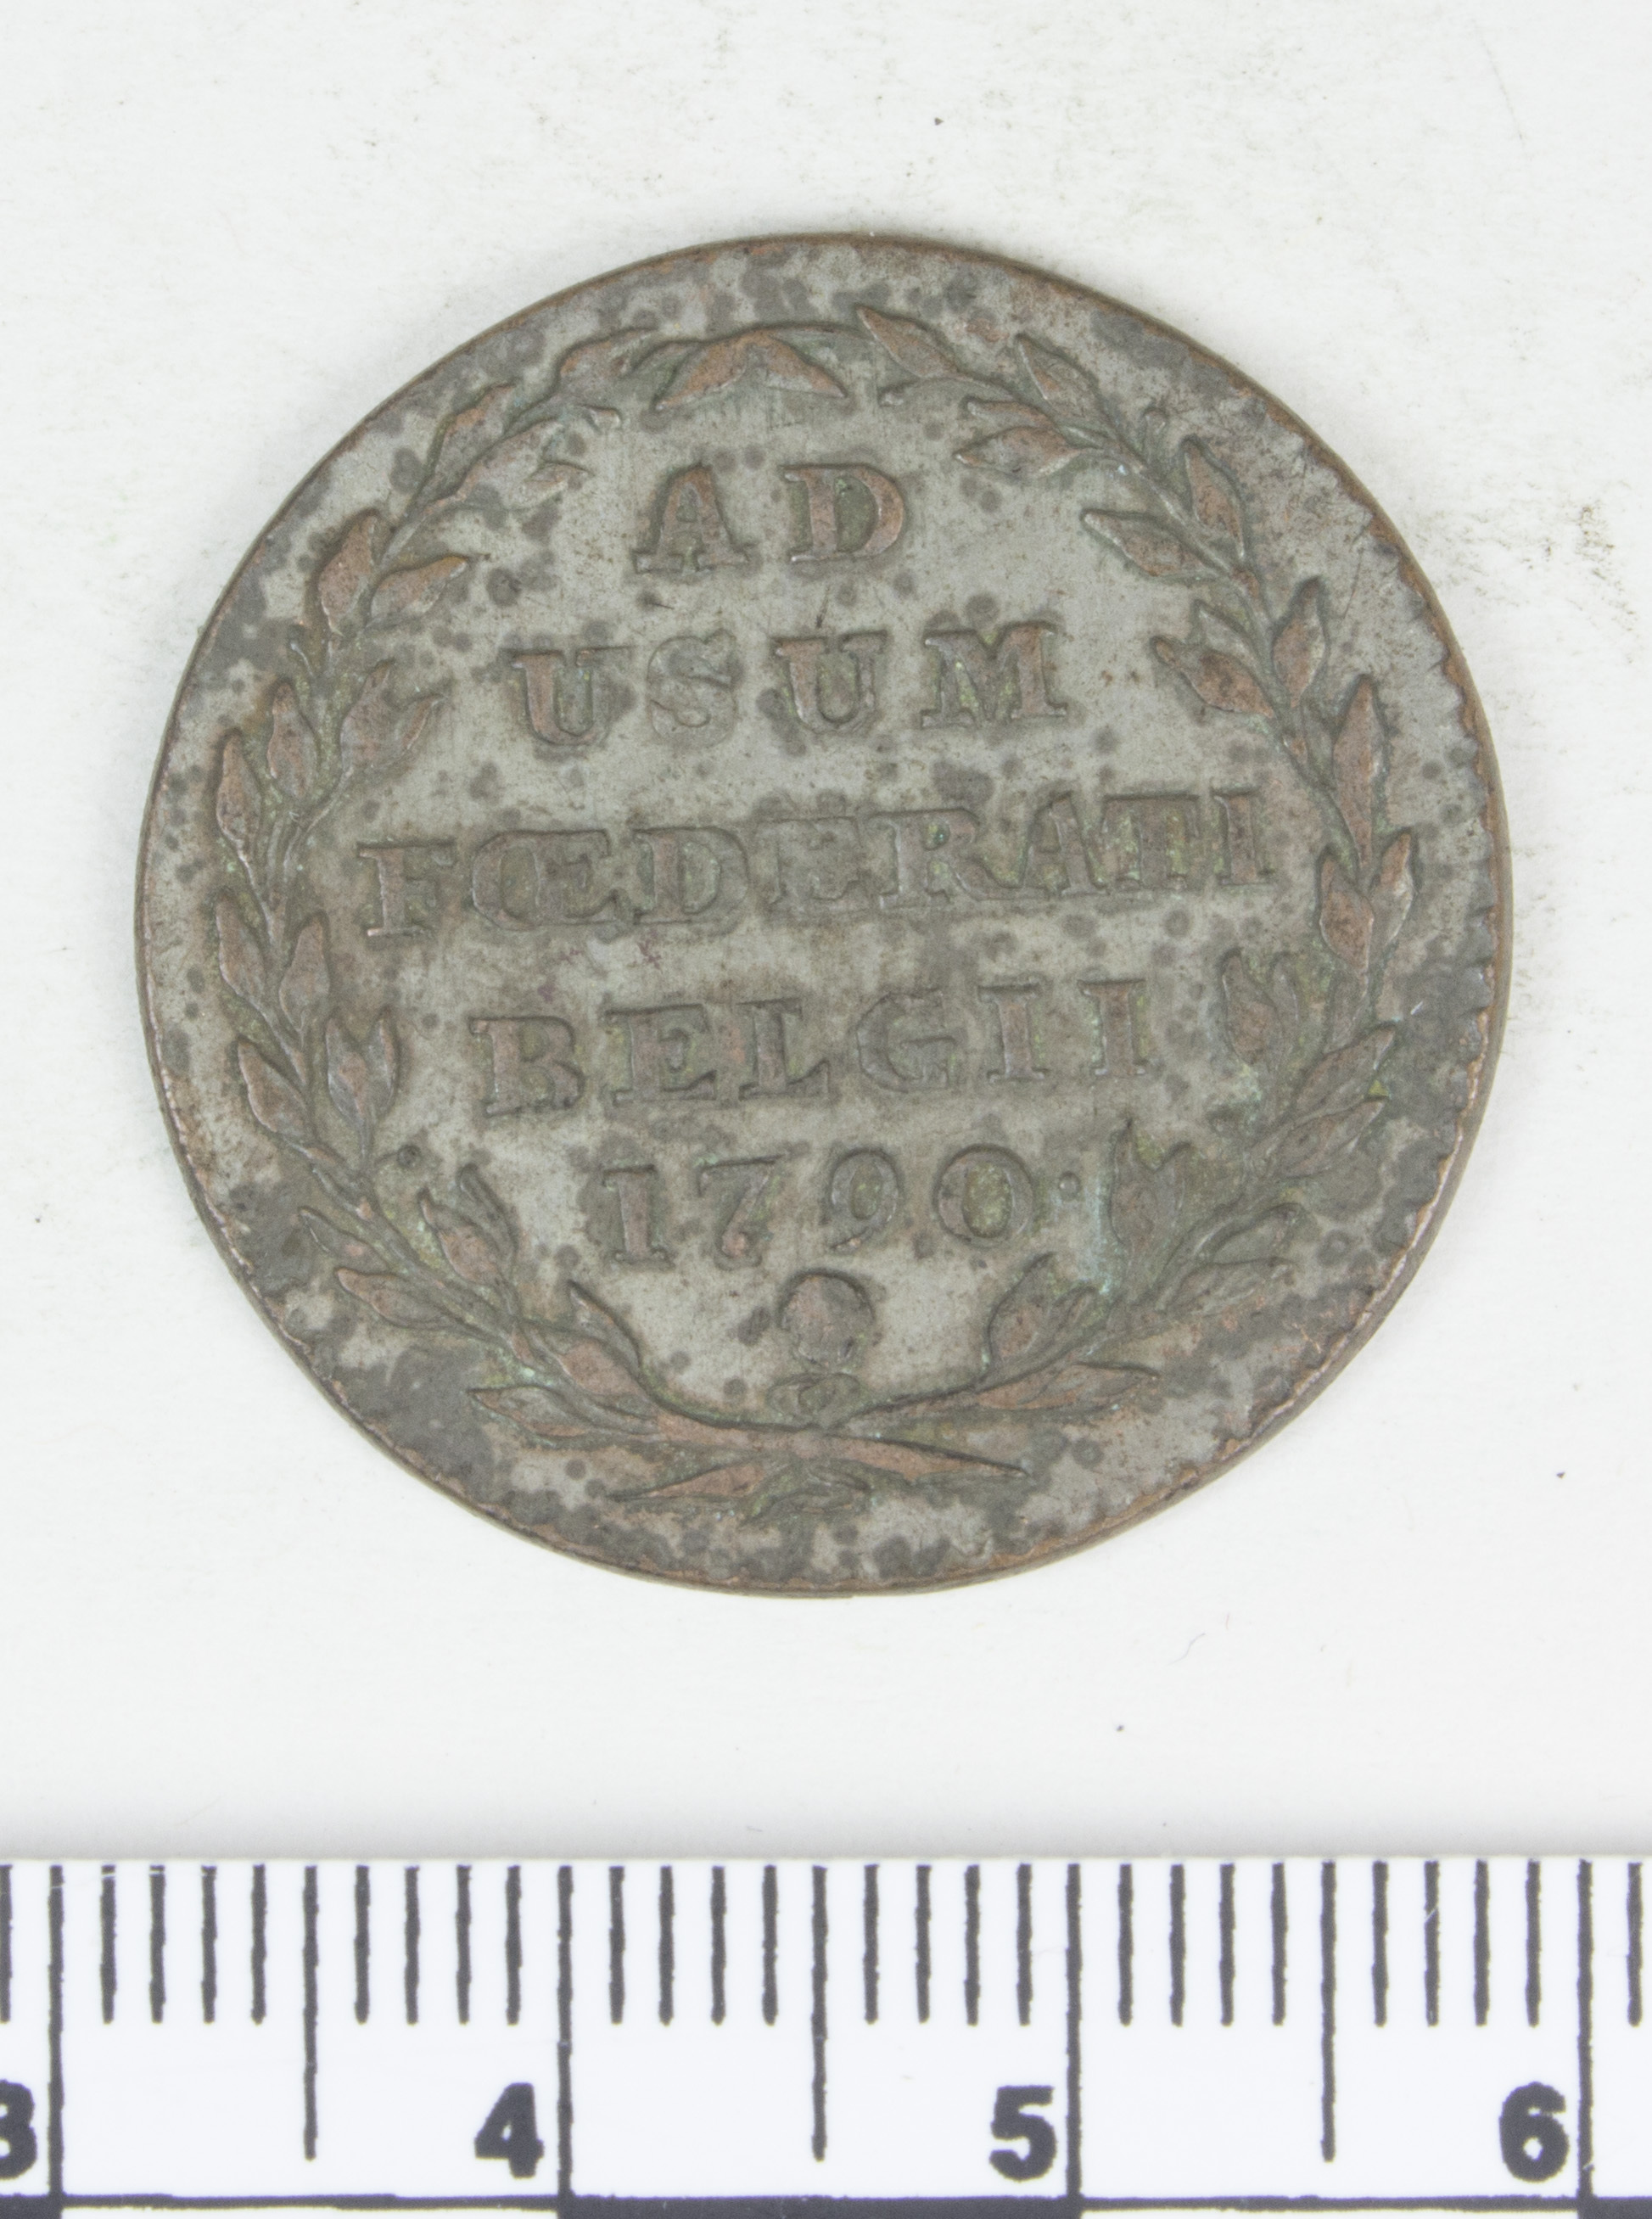 AD
USUM
FŒDERATI
BELGII
·1790·
3 4 5 6